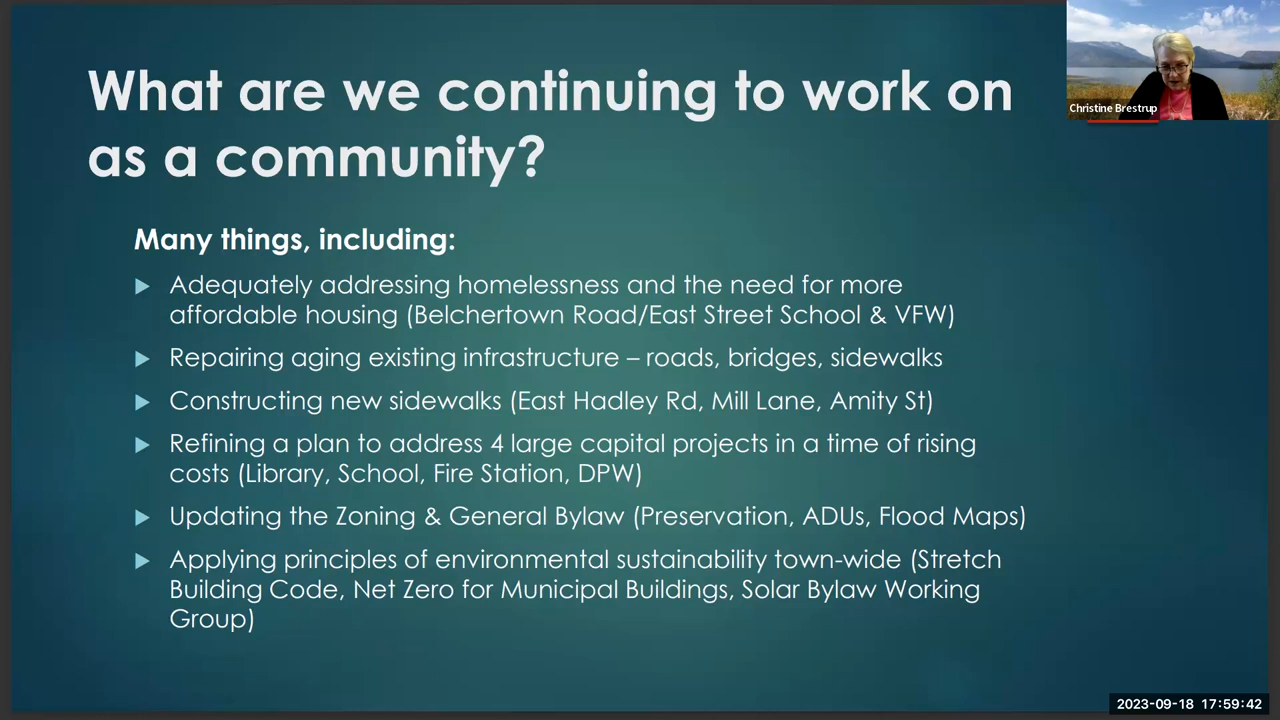 What are we continuing to work on
as a community?
Christine Brestrup
Many things, including:
Adequately addressing homelessness and the need for more
affordable housing (Belchertown Road/East Street School & VFW)
Repairing aging existing infrastructure – roads, bridges, sidewalks
Constructing new sidewalks (East Hadley Rd, Mill Lane, Amity St)
Refining a plan to address 4 large capital projects in a time of rising
costs (Library, School, Fire Station, DPW)
Updating the Zoning & General Bylaw (Preservation, ADUs, Flood Maps)
Applying principles of environmental sustainability town-wide (Stretch
Building Code, Net Zero for Municipal Buildings, Solar Bylaw Working
Group)
2023-09-18 17:59:42